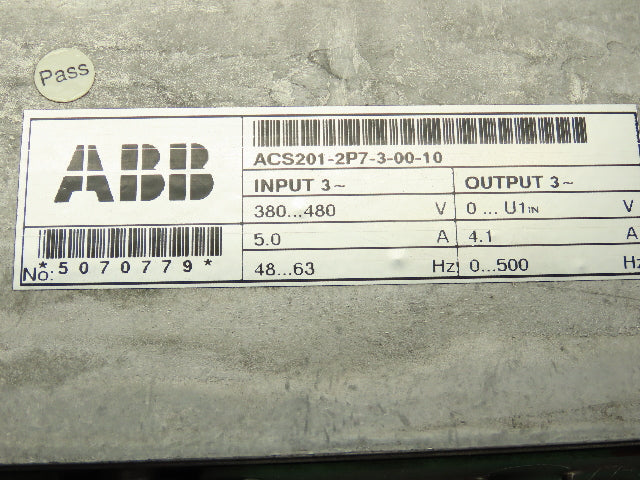 Pass
ABB
ACS201-2P7-3-00-10
INPUT 3~ OUTPUT 3~
380...480 V 0 ... U1IN V
5.0 A 4.1 A
48...63 Hz 0...500 Hz
No: *5070779*